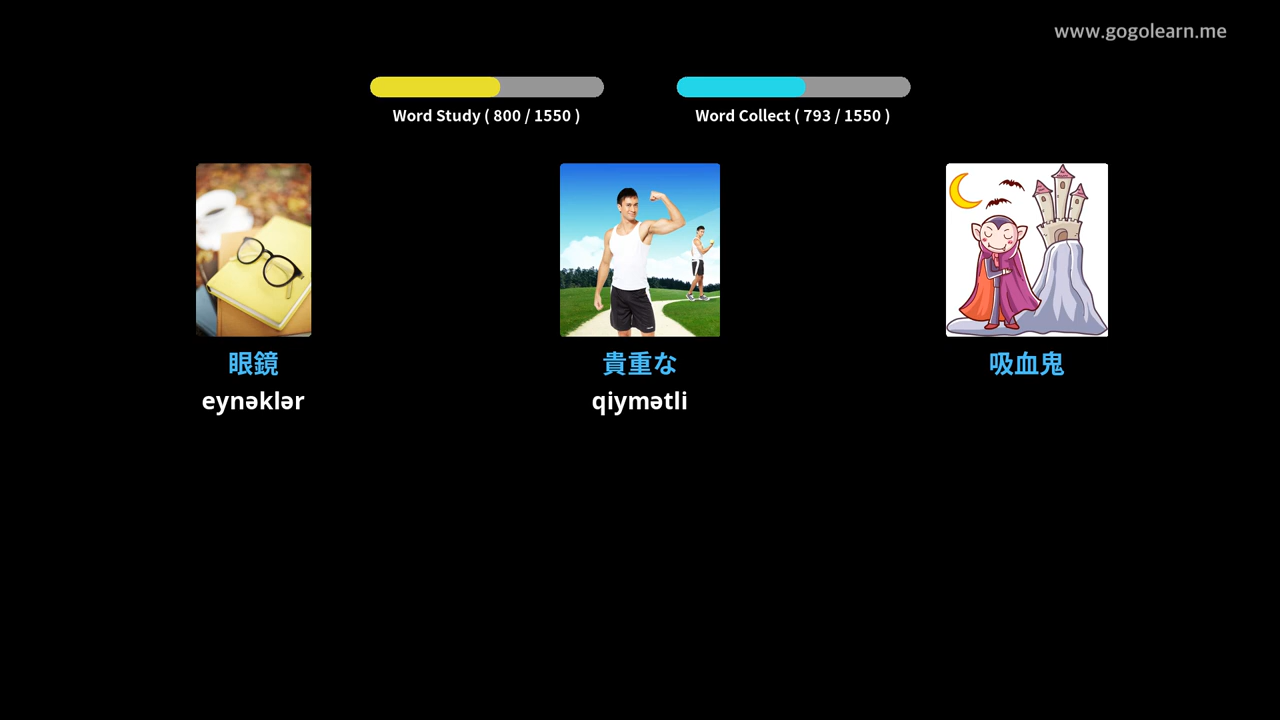 www.gogolearn.me
Word Study ( 800 / 1550 )
Word Collect ( 793 / 1550 )
眼鏡
貴重な
吸血鬼
eynəklər
qiymətli